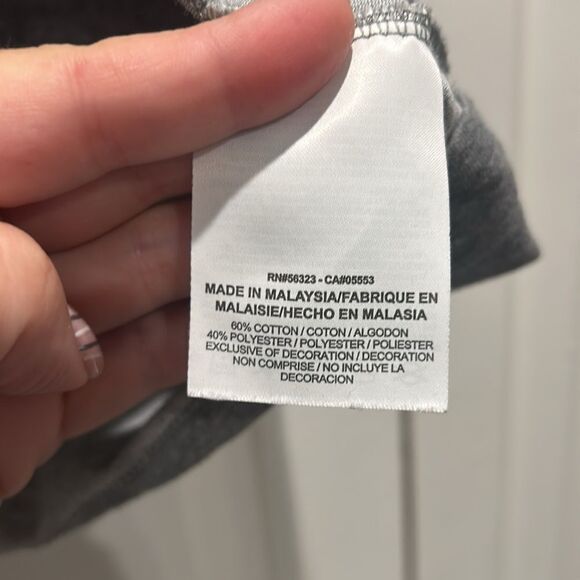 RN#56323 - CA#05553
MADE IN MALAYSIA/FABRIQUE EN
MALAISIE/HECHO EN MALASIA
60% COTTON / COTON / ALGODON
40% POLYESTER / POLYESTER / POLIESTER
EXCLUSIVE OF DECORATION / DECORATION
NON COMPRISE / NO INCLUYE LA
DECORACION